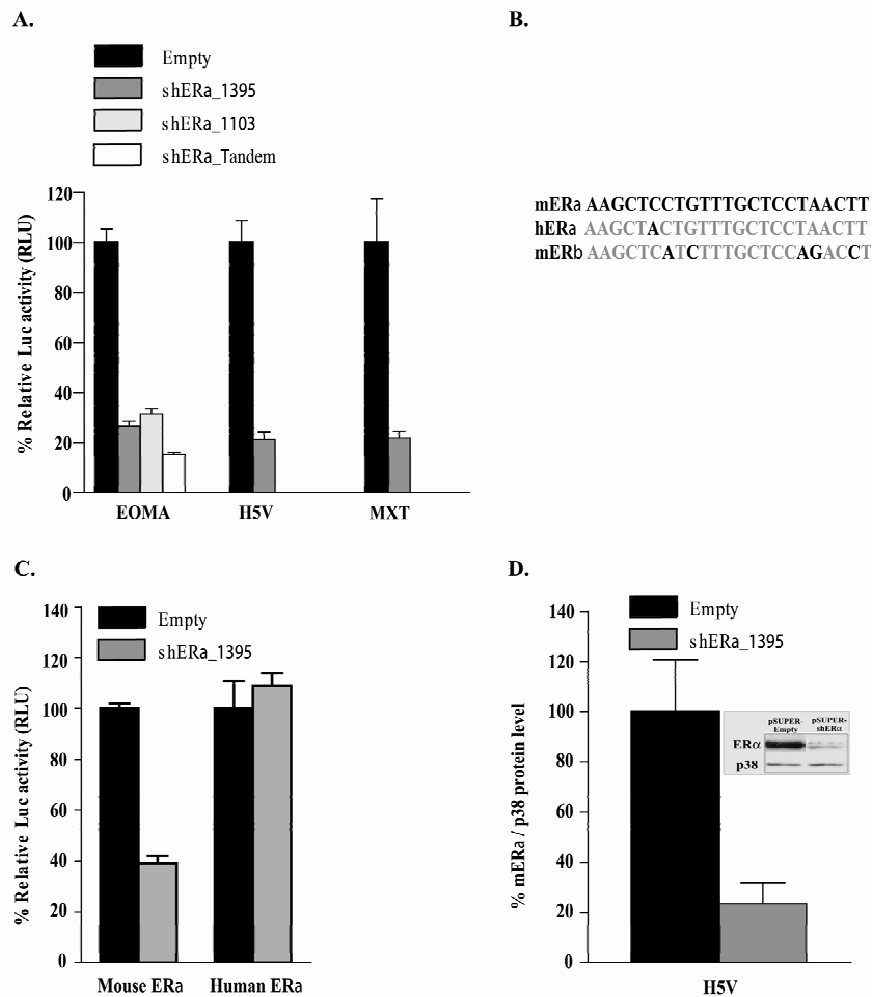 A.
Empty
shERa_1395
shERa_1103
shERa_Tandem
% Relative Luc activity (RLU)
120
100
80
60
40
20
0
EOMA
H5V
MXT
B.
mERa AAGCTCCTGTTTGCTCCTAACTT
hERa AAGCTACTGTTTGCTCCTAACTT
mERb AAGCTCATCTTTGCTCCAGACCT
C.
Empty
shERa_1395
% Relative Luc activity (RLU)
140
120
100
80
60
40
20
0
Mouse ERa
Human ERa
D.
Empty
shERa_1395
% mERa / p38 protein level
140
120
100
80
60
40
20
0
pSUPER-
Empty
pSUPER-
shERα
ERα
p38
H5V